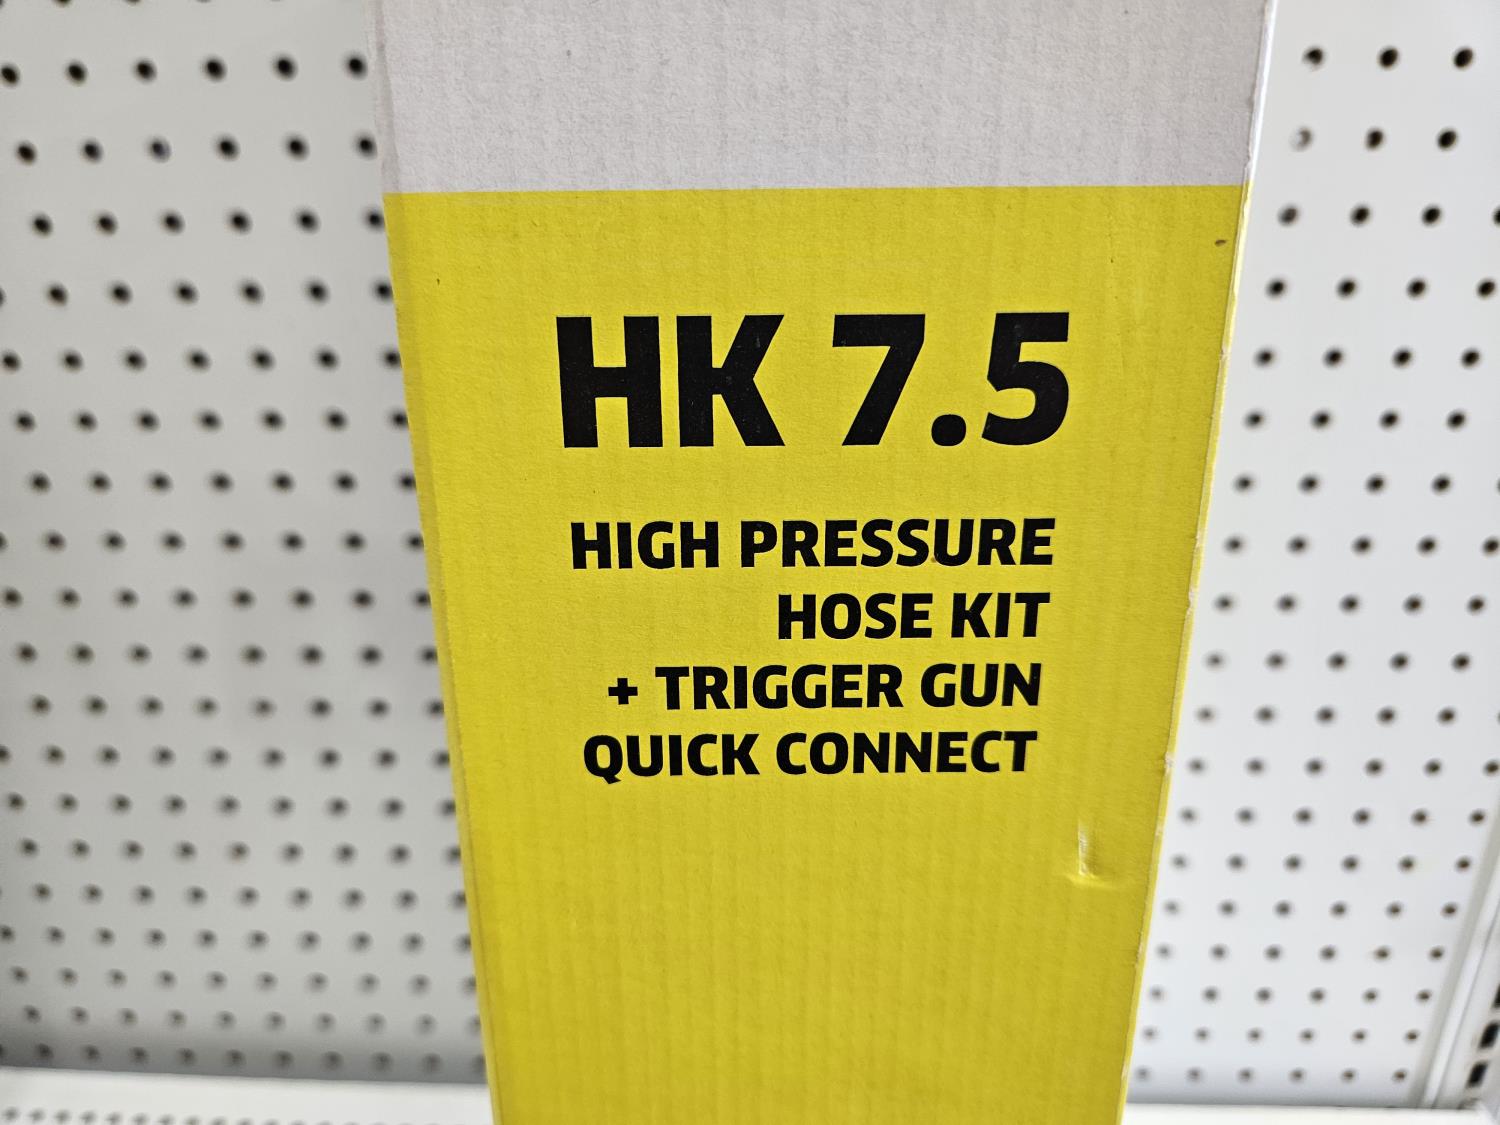 HK 7.5
HIGH PRESSURE
HOSE KIT
+ TRIGGER GUN
QUICK CONNECT